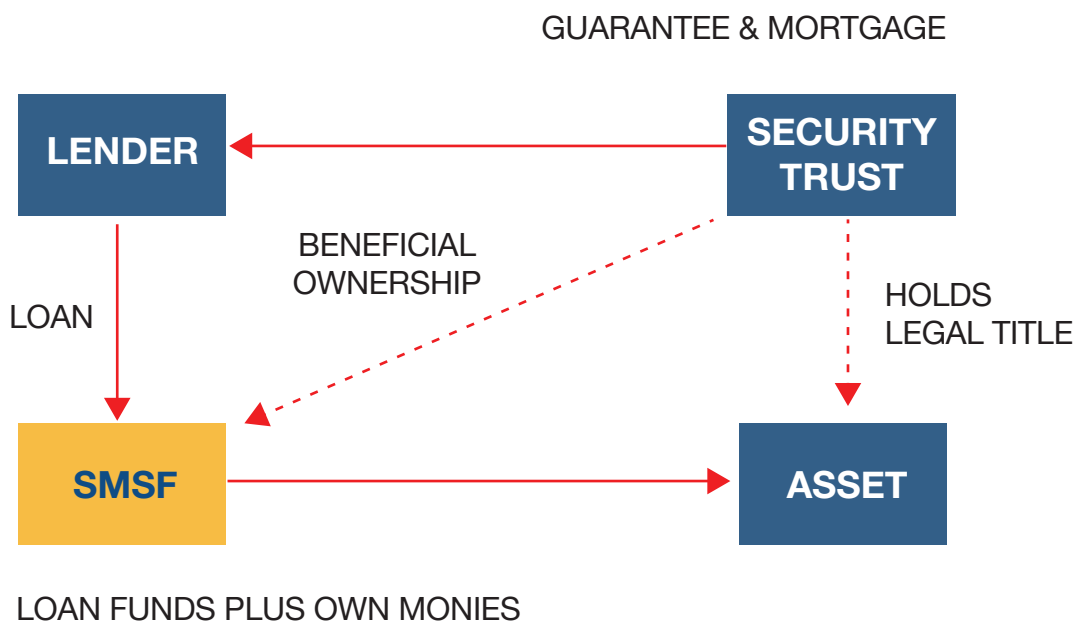 GUARANTEE & MORTGAGE
LENDER
SECURITY
TRUST
BENEFICIAL
OWNERSHIP
LOAN
HOLDS
LEGAL TITLE
SMSF
ASSET
LOAN FUNDS PLUS OWN MONIES